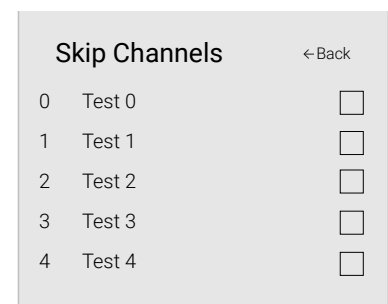 Skip Channels ←Back
0 Test 0
1 Test 1
2 Test 2
3 Test 3
4 Test 4